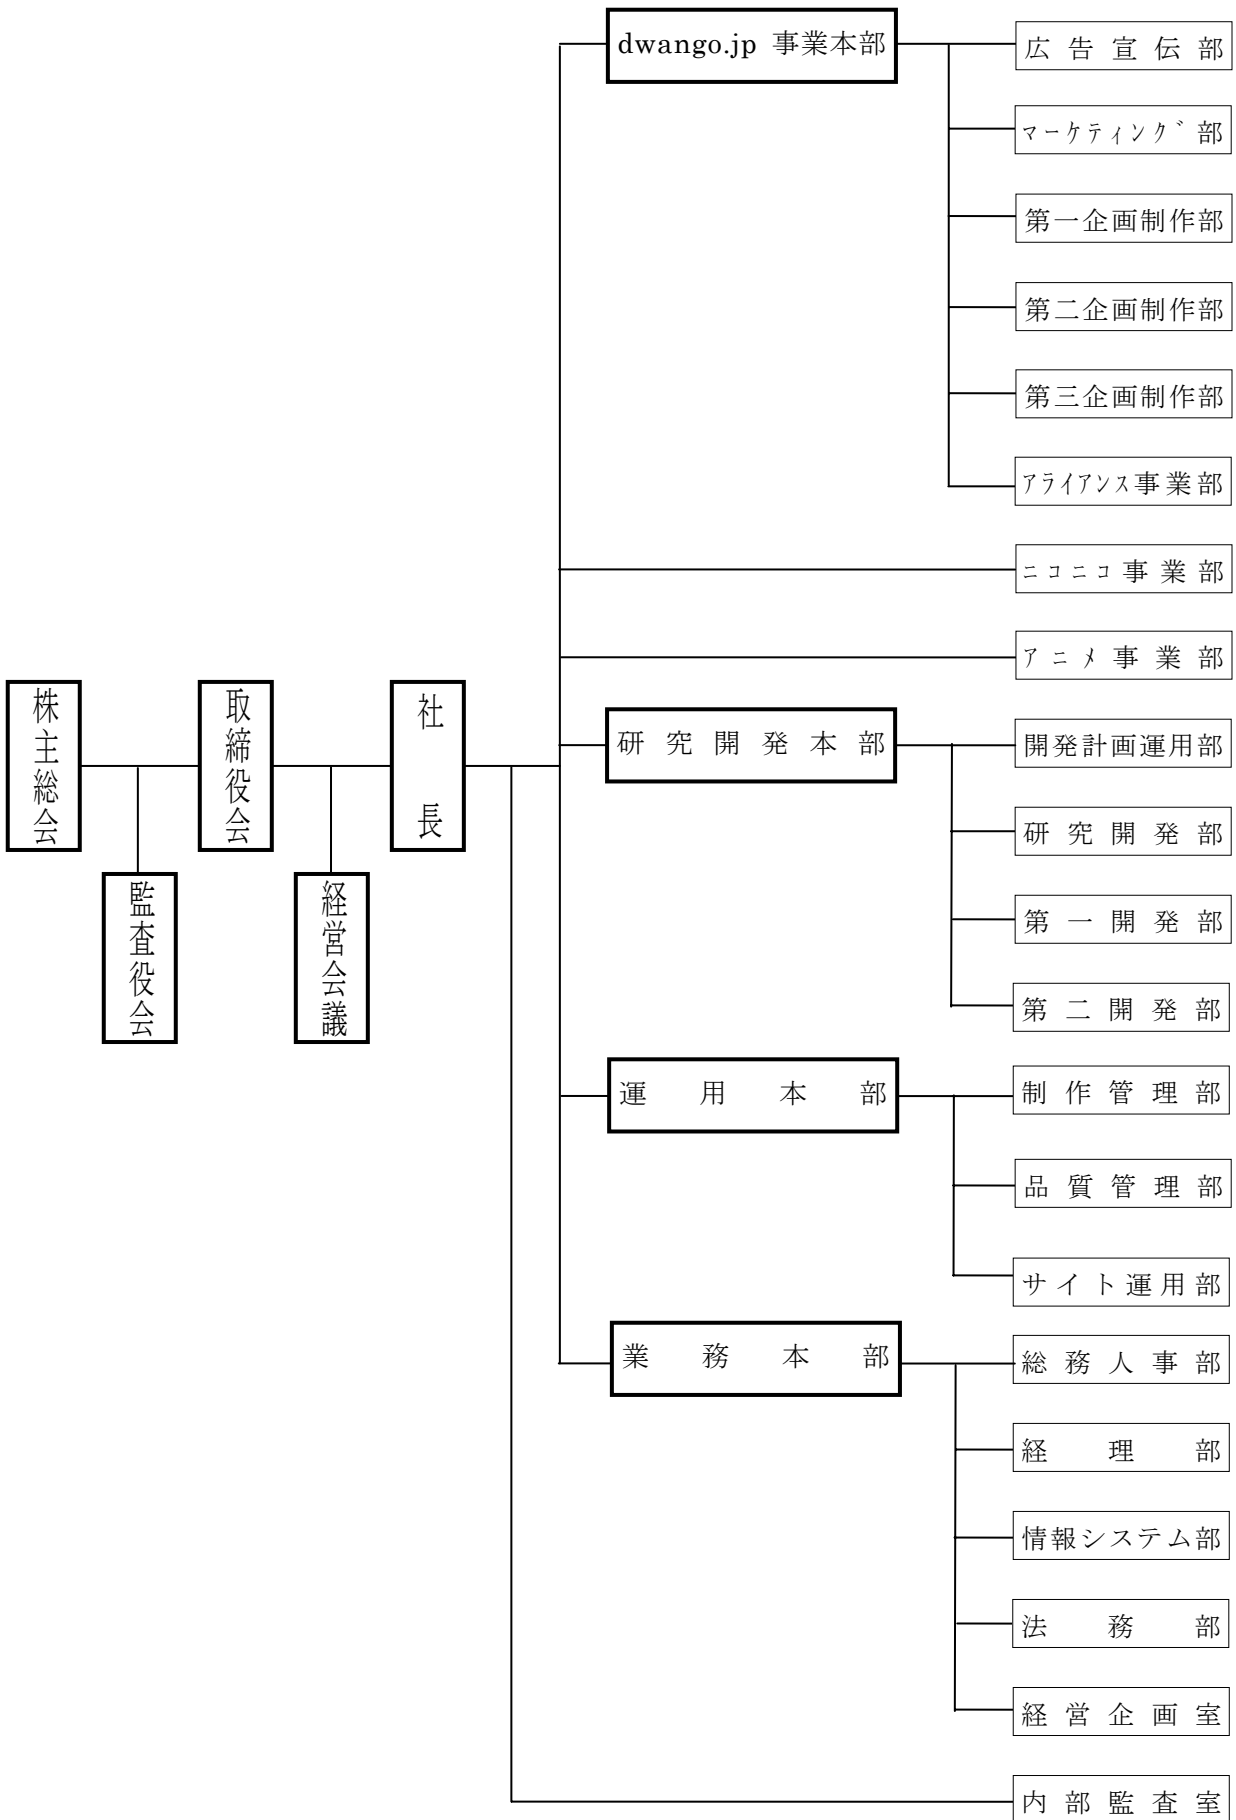 株主総会
監査役会
取締役会
経営会議
社長
dwango.jp 事業本部
広告宣伝部
マーケティング部
第一企画制作部
第二企画制作部
第三企画制作部
アライアンス事業部
ニコニコ事業部
アニメ事業部
研究開発本部
開発計画運用部
研究開発部
第一開発部
第二開発部
運用本部
制作管理部
品質管理部
サイト運用部
業務本部
総務人事部
経理部
情報システム部
法務部
経営企画室
内部監査室